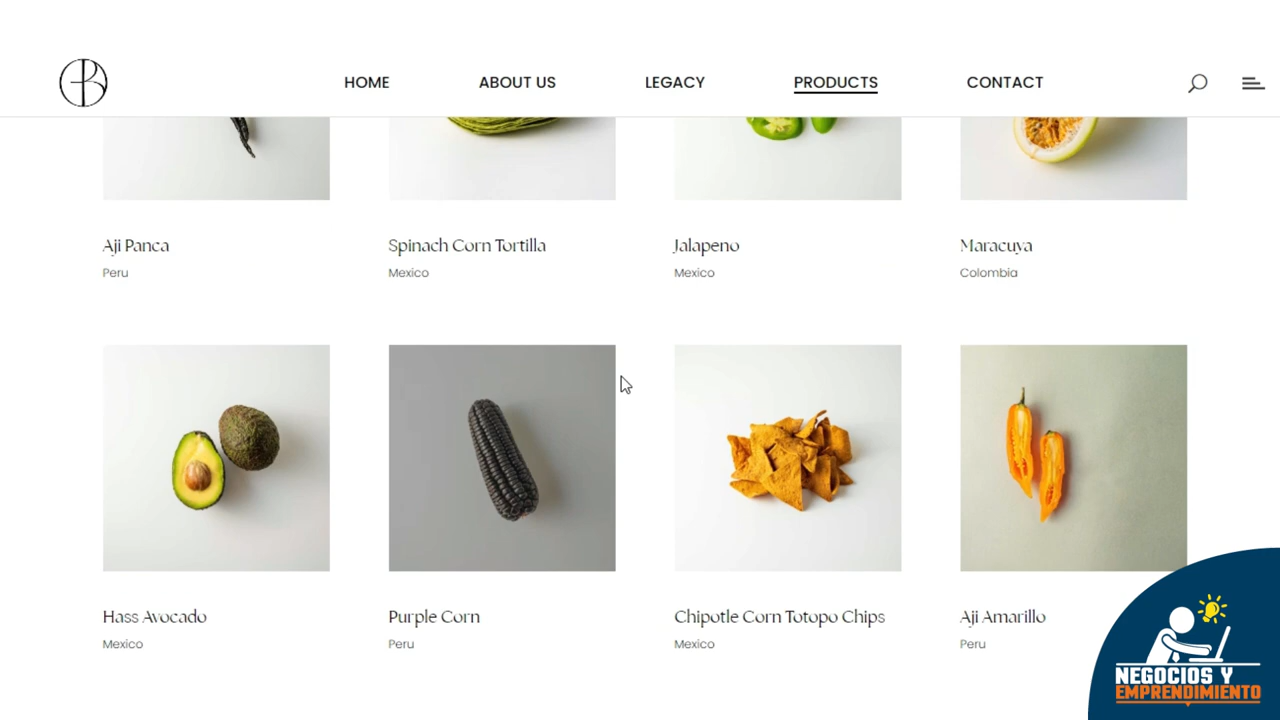 HOME ABOUT US LEGACY PRODUCTS CONTACT
Aji Panca
Peru
Spinach Corn Tortilla
Mexico
Jalapeno
Mexico
Maracuya
Colombia
Hass Avocado
Mexico
Purple Corn
Peru
Chipotle Corn Totopo Chips
Mexico
Aji Amarillo
Peru
NEGOCIOS Y
EMPRENDIMIENTO